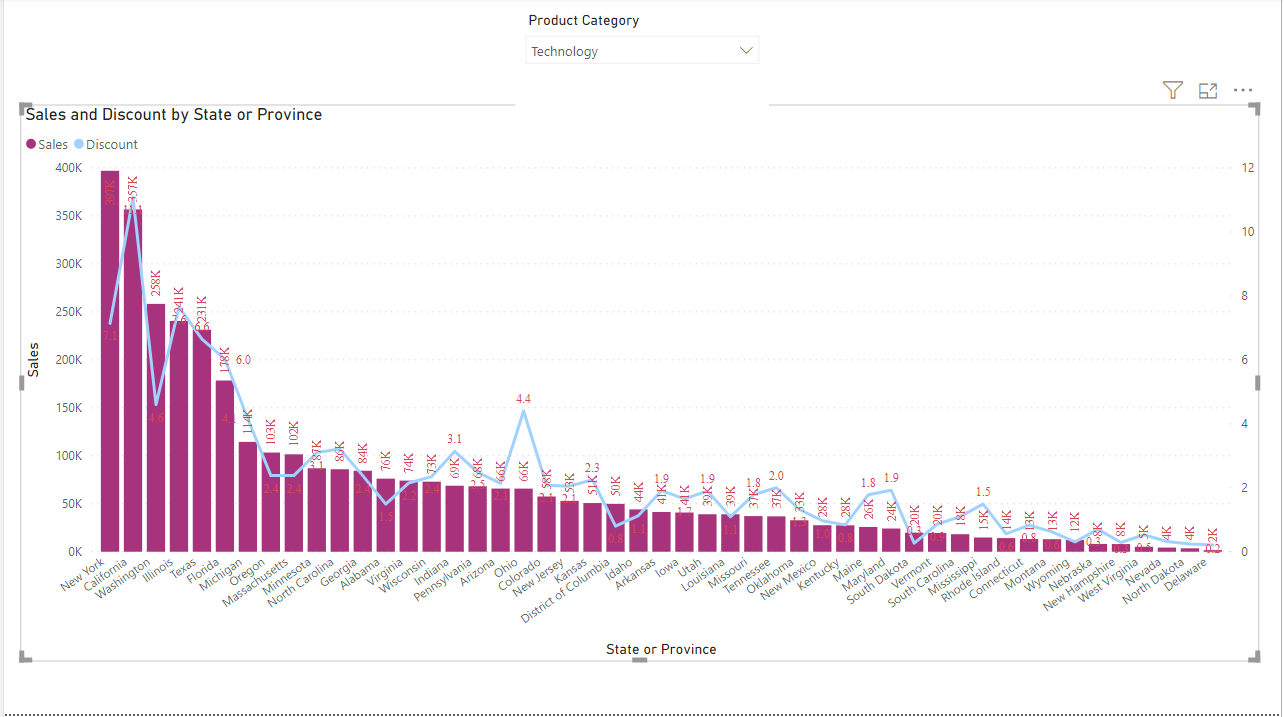 Product Category
Technology
Sales and Discount by State or Province
Sales Discount
400K
350K
300K
250K
200K
150K
100K
50K
0K
Sales
12
10
8
6
4
2
0
397K
357K
258K
241K
231K
178K
114K
103K
102K
87K
86K
84K
76K
74K
73K
69K
68K
66K
66K
58K
53K
51K
50K
44K
41K
41K
39K
39K
37K
37K
33K
28K
28K
26K
24K
20K
20K
18K
15K
14K
13K
13K
12K
8K
8K
5K
4K
4K
2K
7.1
4.6
6.0
2.4
2.4
1.5
2.2
2.4
3.1
2.1
4.4
2.3
0.8
1.1
1.9
1.9
1.1
1.8
2.0
1.0
0.8
1.8
1.9
1.5
0.8
New York
California
Washington
Illinois
Texas
Florida
Michigan
Oregon
Massachusetts
Minnesota
North Carolina
Georgia
Alabama
Virginia
Wisconsin
Indiana
Pennsylvania
Arizona
Ohio
Colorado
New Jersey
Kansas
District of Columbia
Idaho
Arkansas
Iowa
Utah
Louisiana
Missouri
Tennessee
Oklahoma
New Mexico
Kentucky
Maine
Maryland
South Dakota
Vermont
South Carolina
Mississippi
Rhode Island
Connecticut
Montana
Wyoming
Nebraska
New Hampshire
West Virginia
Nevada
North Dakota
Delaware
State or Province